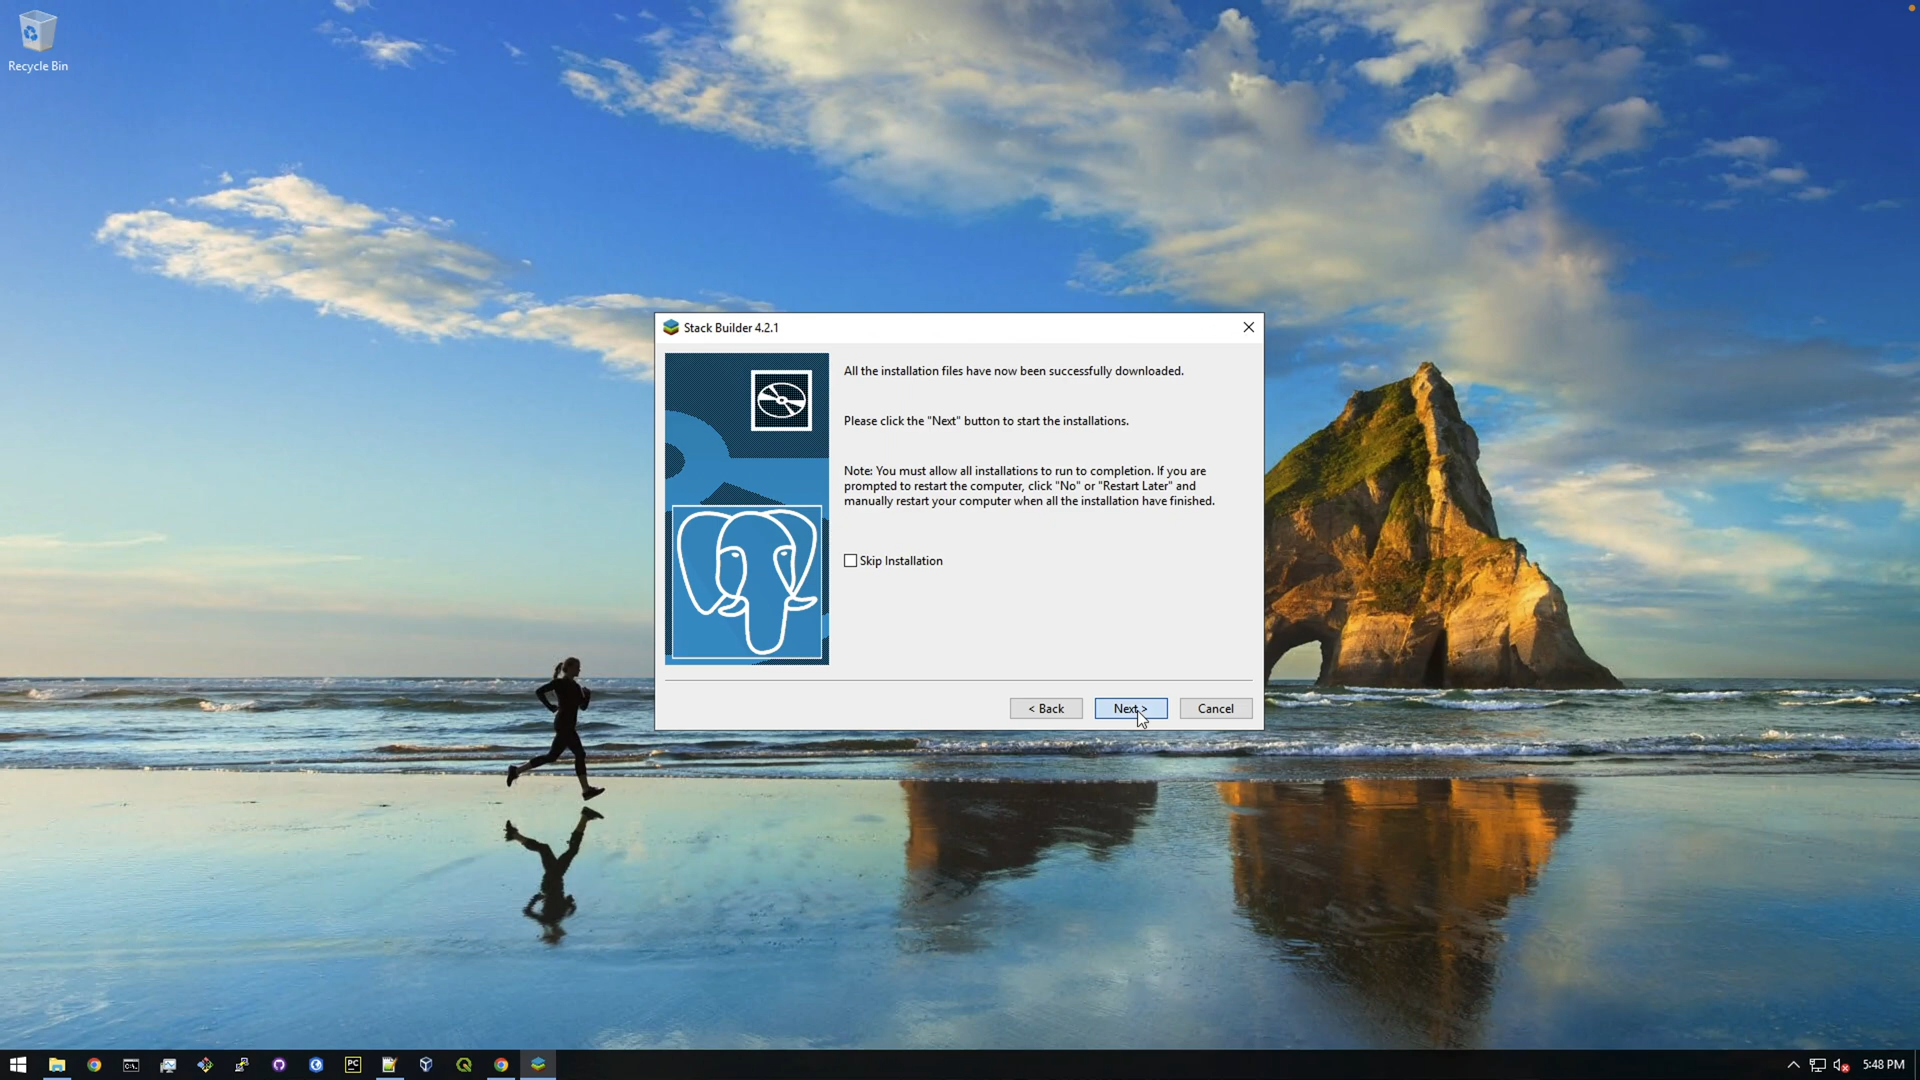 Recycle Bin
Stack Builder 4.2.1
All the installation files have now been successfully downloaded.
Please click the "Next" button to start the installations.
Note: You must allow all installations to run to completion. If you are
prompted to restart the computer, click "No" or "Restart Later" and
manually restart your computer when all the installation have finished.
Skip Installation
< Back
Next >
Cancel
C:\.
PC
5:48 PM